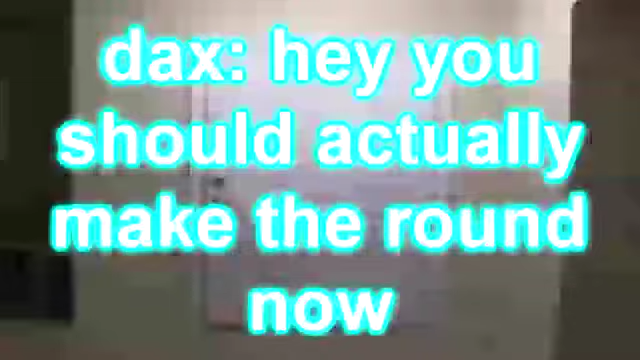 dax: hey you
should actually
make the round
now